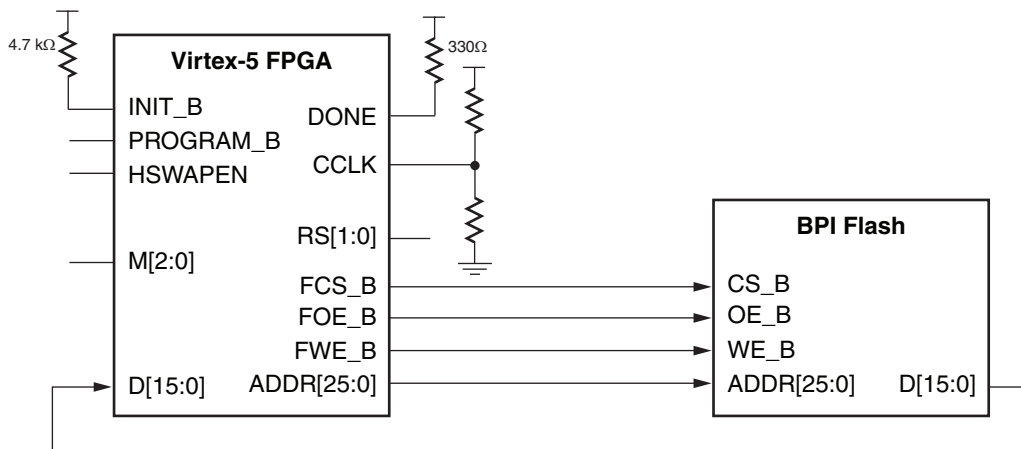 4.7 kΩ
330Ω
Virtex-5 FPGA
INIT_B
DONE
PROGRAM_B
CCLK
HSWAPEN
RS[1:0]
BPI Flash
M[2:0]
FCS_B
CS_B
FOE_B
OE_B
FWE_B
WE_B
D[15:0]
ADDR[25:0]
ADDR[25:0]
D[15:0]